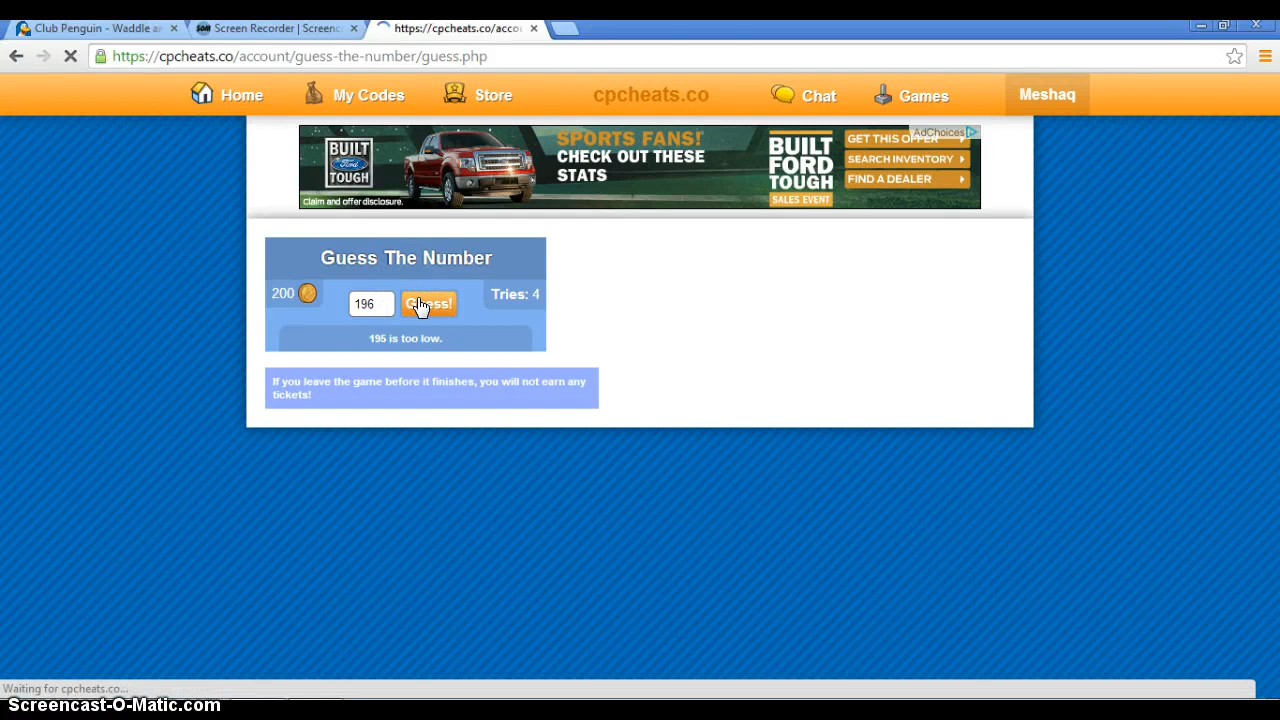 Club Penguin - Waddle ar
Screen Recorder | Screenc
https://cpcheats.co/acco
https://cpcheats.co/account/guess-the-number/guess.php
Home
My Codes
Store
cpcheats.co
Chat
Games
Meshaq
BUILT
Ford
TOUGH
Claim and offer disclosure.
SPORTS FANS!
CHECK OUT THESE
STATS
BUILT
FORD
TOUGH
SALES EVENT
AdChoices
GET THIS OFFER
SEARCH INVENTORY
FIND A DEALER
Guess The Number
200
196
Guess!
Tries: 4
195 is too low.
If you leave the game before it finishes, you will not earn any
tickets!
Waiting for cpcheats.co...
Screencast-O-Matic.com